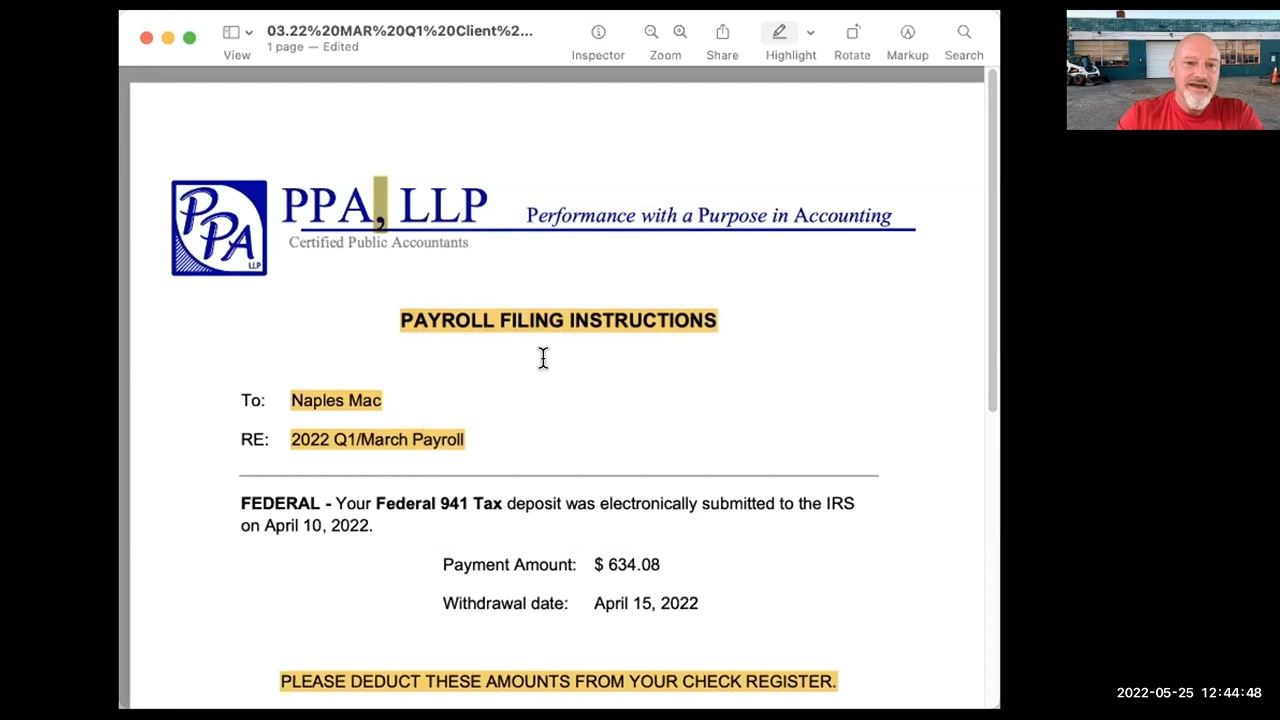 03.22%20MAR%20Q1%20Client%2...
1 page — Edited
View
Inspector
Zoom
Share
Highlight
Rotate
Markup
Search
PPA
LLP
PPA, LLP
Performance with a Purpose in Accounting
Certified Public Accountants
PAYROLL FILING INSTRUCTIONS
To: Naples Mac
RE: 2022 Q1/March Payroll
FEDERAL - Your Federal 941 Tax deposit was electronically submitted to the IRS
on April 10, 2022.
Payment Amount: $ 634.08
Withdrawal date: April 15, 2022
PLEASE DEDUCT THESE AMOUNTS FROM YOUR CHECK REGISTER.
2022-05-25 12:44:48